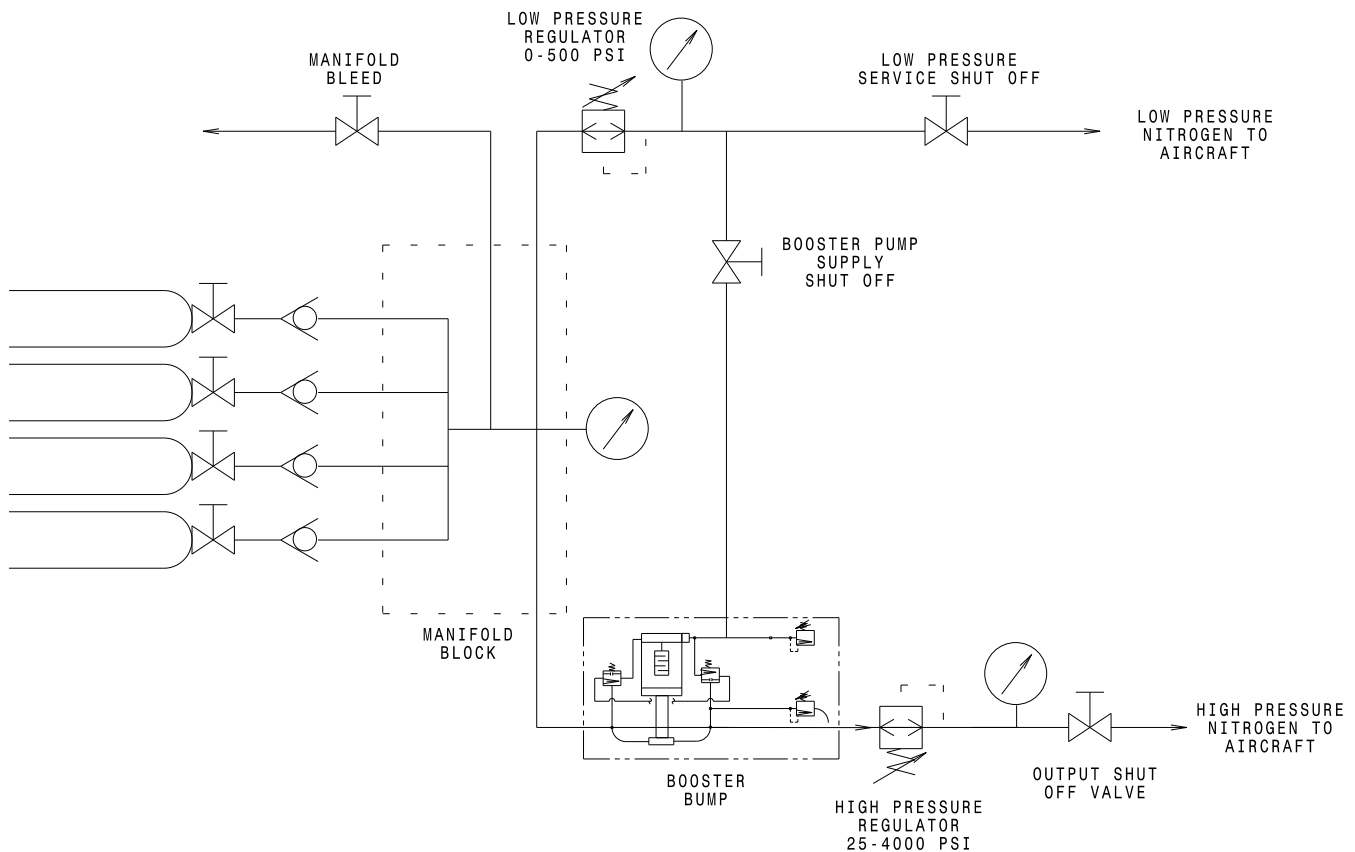 LOW PRESSURE
REGULATOR
0-500 PSI
MANIFOLD
BLEED
LOW PRESSURE
SERVICE SHUT OFF
LOW PRESSURE
NITROGEN TO
AIRCRAFT
BOOSTER PUMP
SUPPLY
SHUT OFF
MANIFOLD
BLOCK
HIGH PRESSURE
NITROGEN TO
AIRCRAFT
BOOSTER
BUMP
OUTPUT SHUT
OFF VALVE
HIGH PRESSURE
REGULATOR
25-4000 PSI